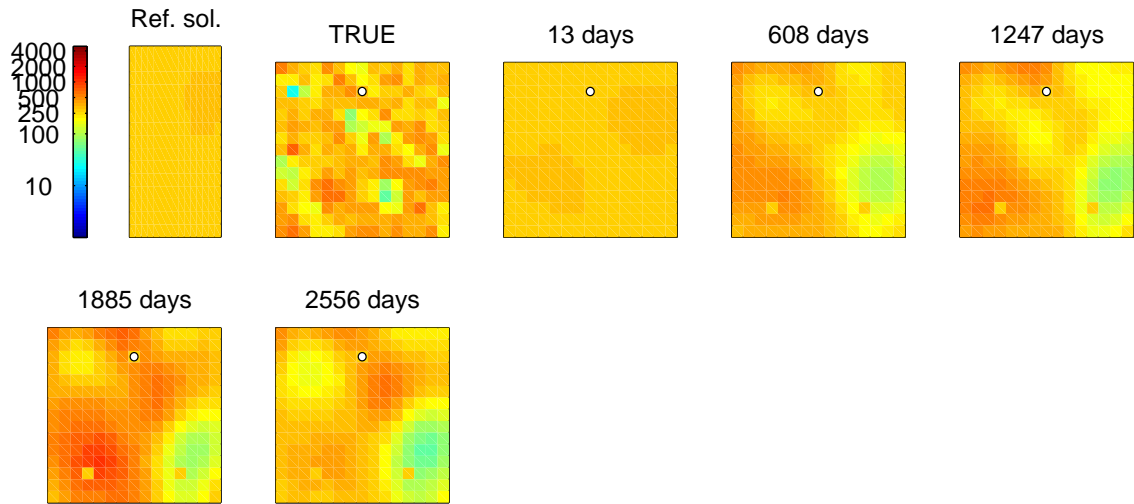 Ref. sol.
TRUE
13 days
608 days
1247 days
4000
2000
1000
500
250
100
10
1885 days
2556 days